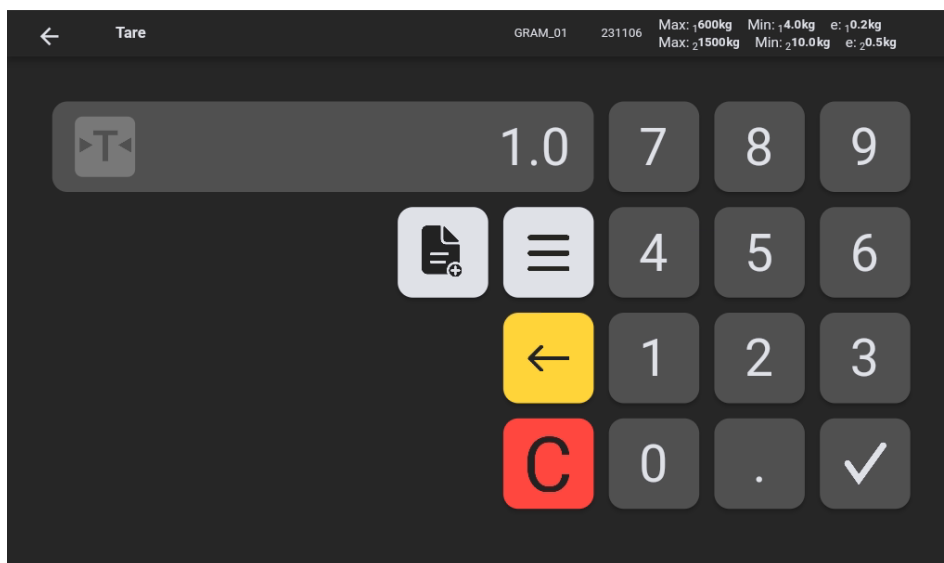 Tare
GRAM_01
231106
Max: ₁600kg Min: ₁4.0kg e: ₁0.2kg
Max: ₂1500kg Min: ₂10.0kg e: ₂0.5kg
T 1.0
7 8 9
4 5 6
1 2 3
C 0 .